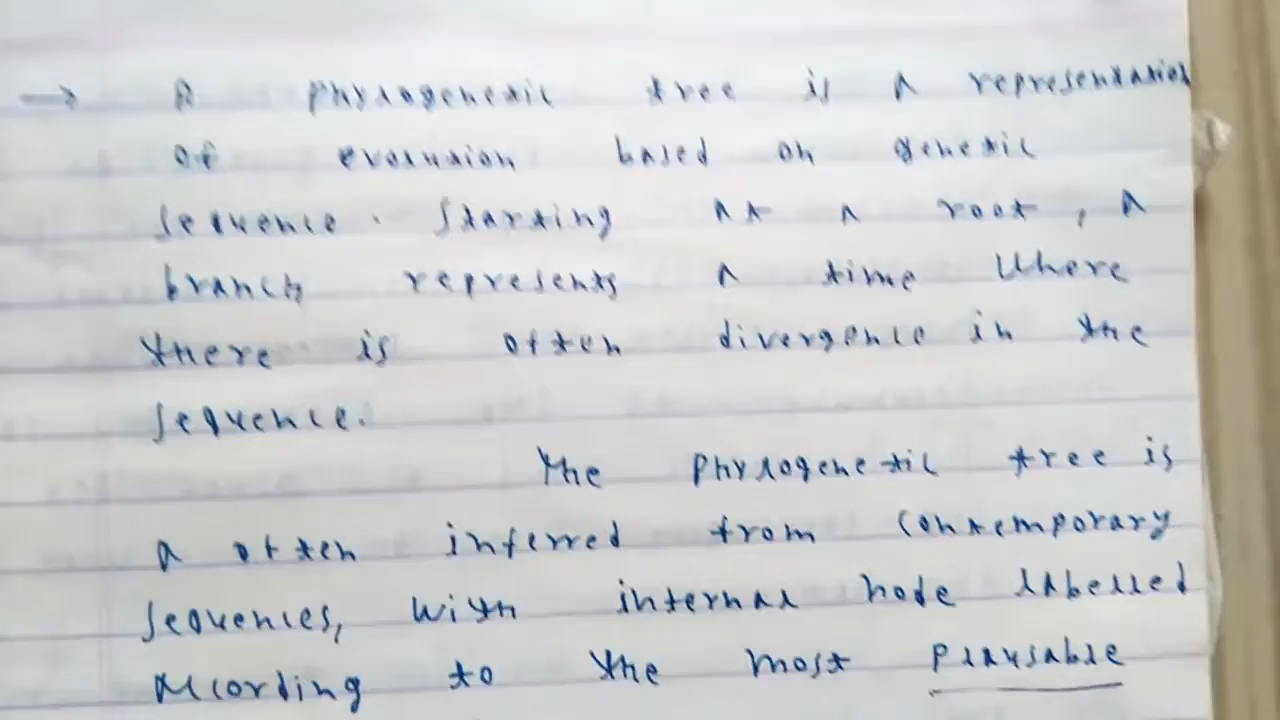 → A phylogenetic tree is a representation
of evolution based on genetic
sequence. Starting at a root, a
branch represents a time where
there is often divergence in the
sequence.
The phylogenetic tree is
a often inferred from contemporary
sequences, with internal node labelled
according to the most plausable